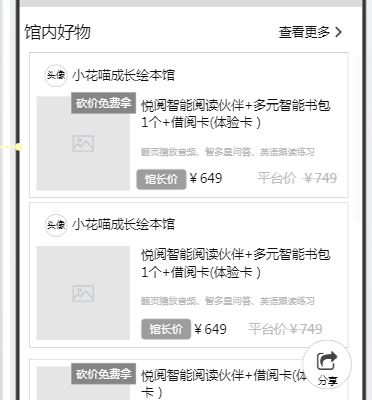 馆内好物
查看更多
头像 小花喵成长绘本馆
砍价免费拿
悦阅智能阅读伙伴+多元智能书包
1个+借阅卡(体验卡)
翻页播放音频、智多星问答、英语跟读练习
馆长价 ¥ 649 平台价 ¥ 749
头像 小花喵成长绘本馆
悦阅智能阅读伙伴+多元智能书包
1个+借阅卡(体验卡)
翻页播放音频、智多星问答、英语跟读练习
馆长价 ¥ 649 平台价 ¥ 749
分享
砍价免费拿
悦阅智能阅读伙伴+借阅卡(体
卡)